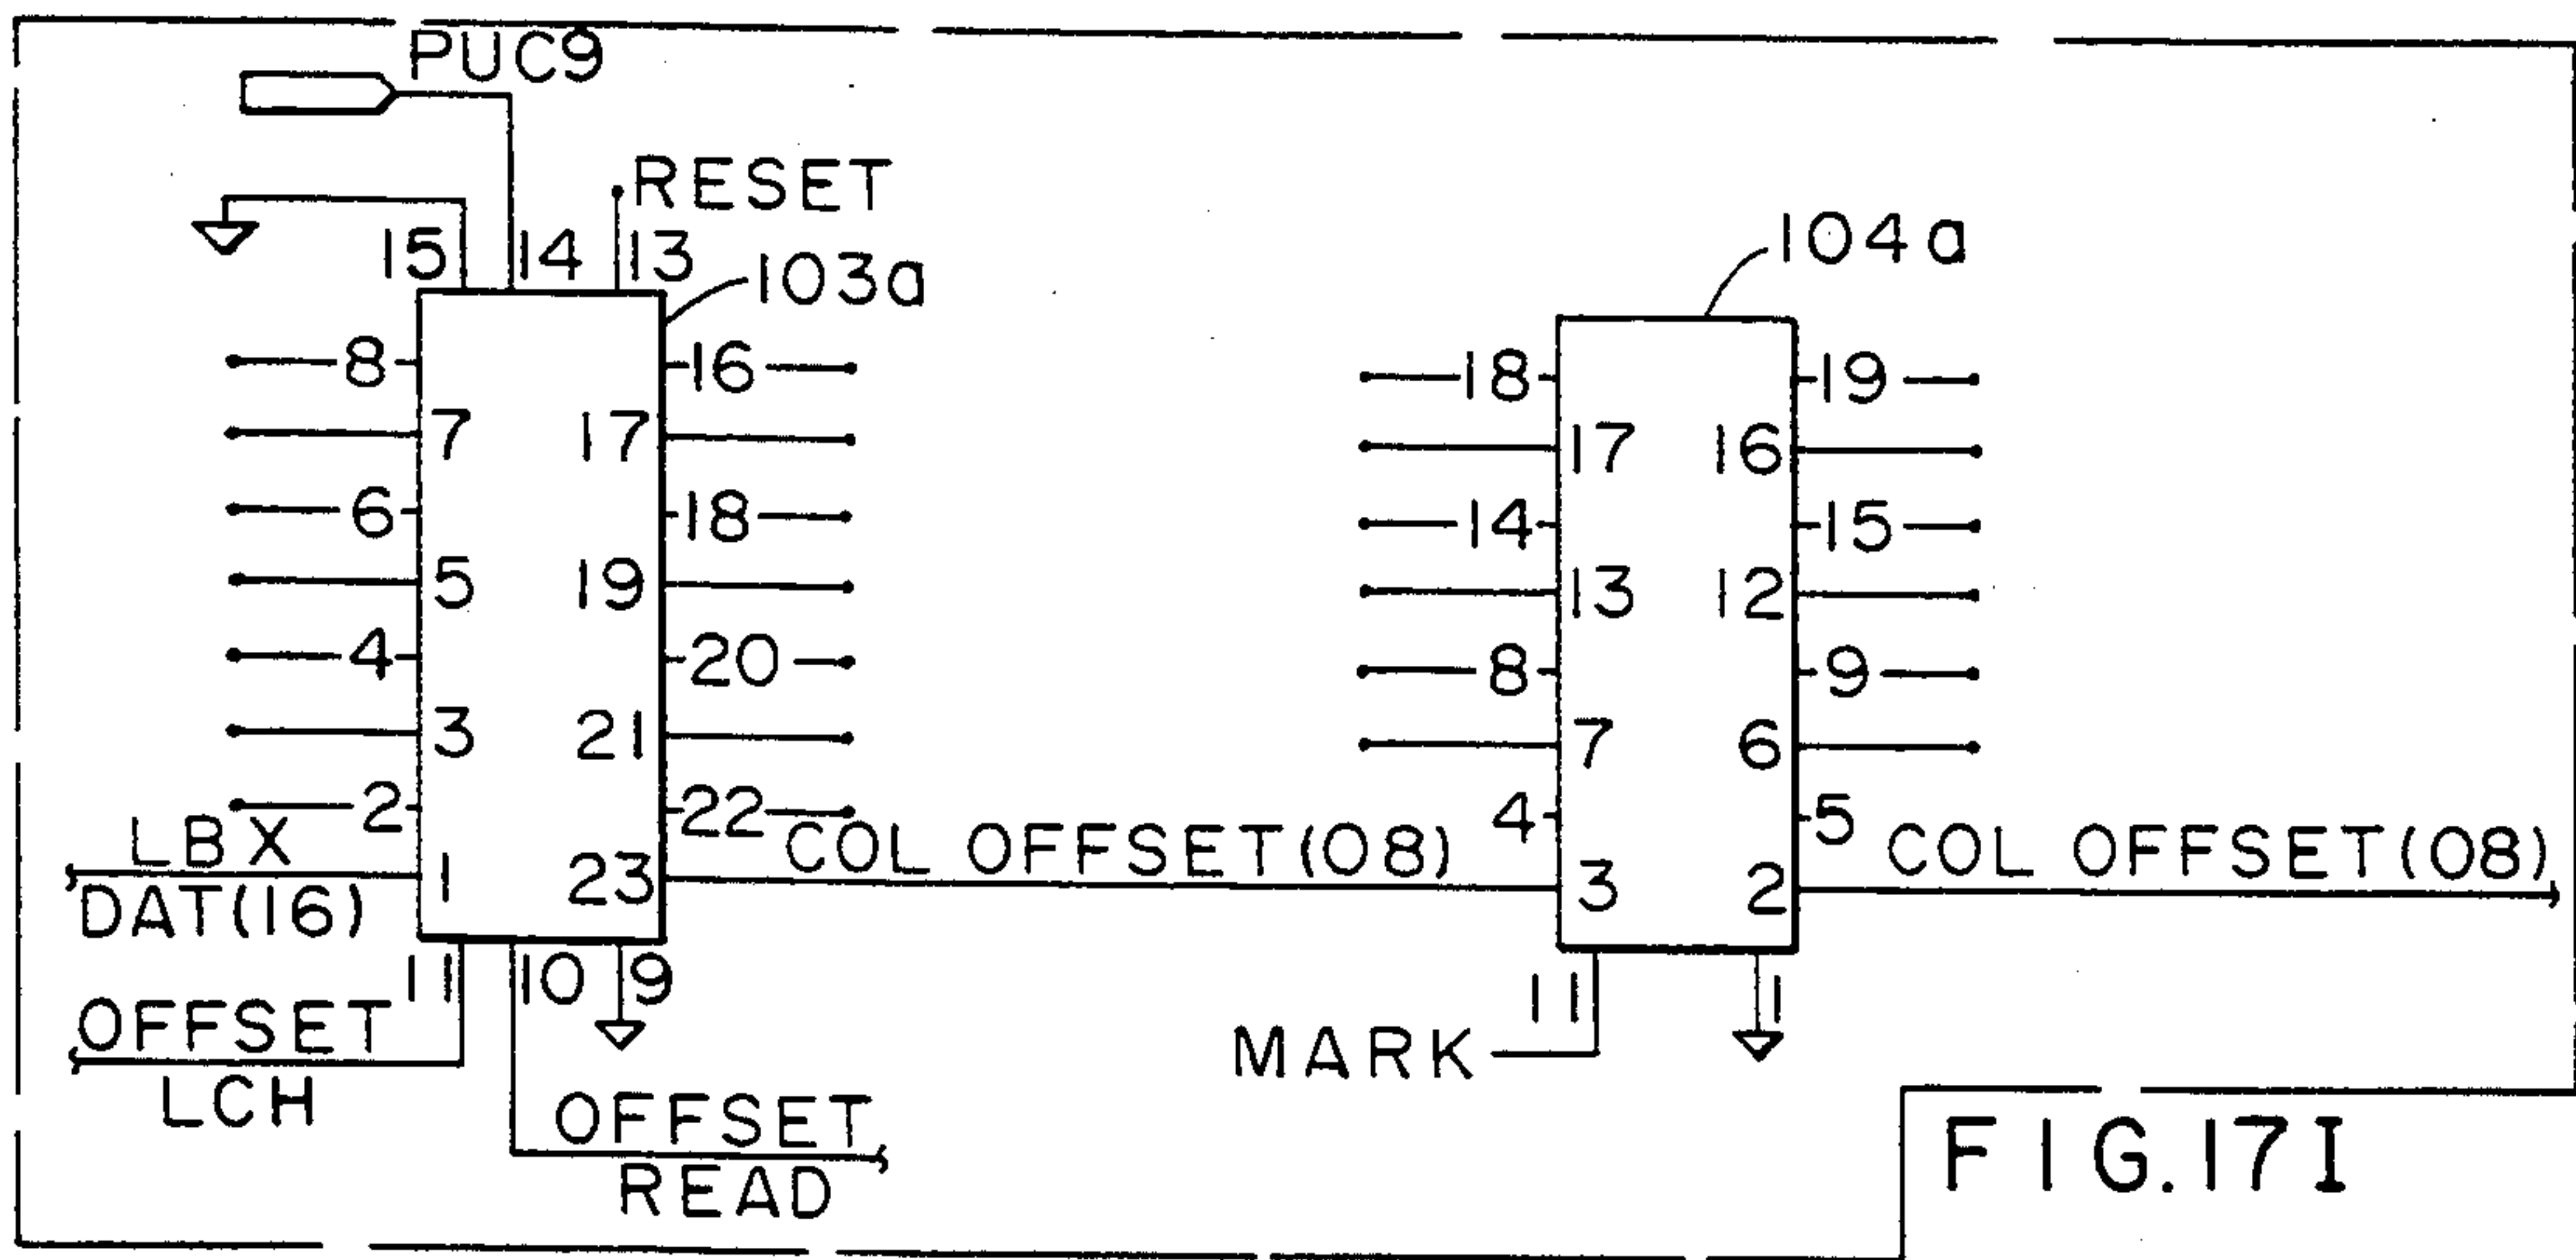 PUC9
RESET
15 14 13
103a
104a
8 16
18 19
7 17
17 16
6 18
14 15
5 19
13 12
4 20
8 9
3 21
7 6
2 22
4 5
LBX
DAT(16)
1 23
COL OFFSET(08)
3 2
COL OFFSET(08)
11 10 9
11 1
OFFSET
LCH
MARK
OFFSET
READ
FIG.17I